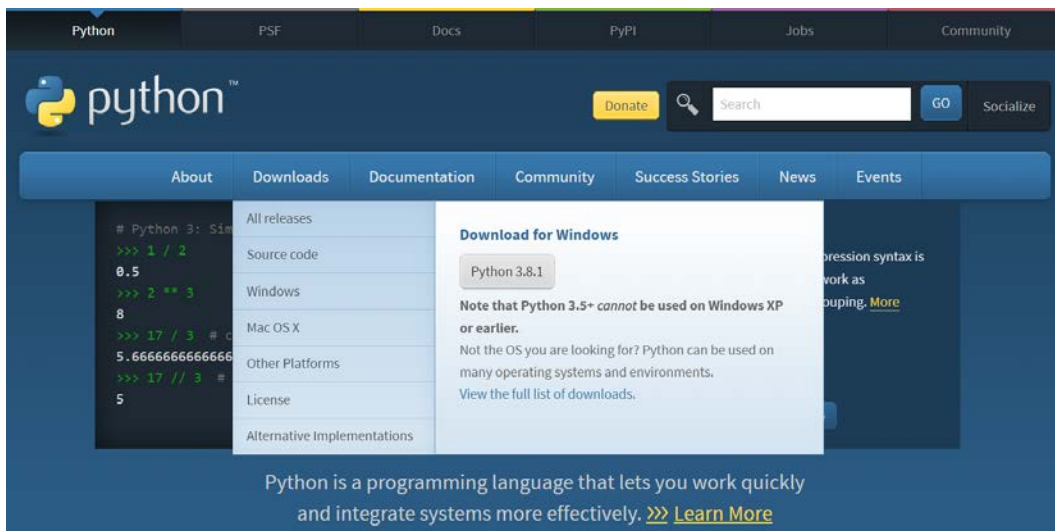 Python PSF Docs PyPI Jobs Community
python™
Donate Search GO Socialize
About Downloads Documentation Community Success Stories News Events
# Python 3: Sim
>>> 1 / 2
0.5
>>> 2 ** 3
8
>>> 17 / 3 # c
5.6666666666666
>>> 17 // 3 #
5
All releases
Source code
Windows
Mac OS X
Other Platforms
License
Alternative Implementations
Download for Windows
Python 3.8.1
Note that Python 3.5+ cannot be used on Windows XP
or earlier.
Not the OS you are looking for? Python can be used on
many operating systems and environments.
View the full list of downloads.
pression syntax is
work as
ouping. More
Python is a programming language that lets you work quickly
and integrate systems more effectively. >>> Learn More